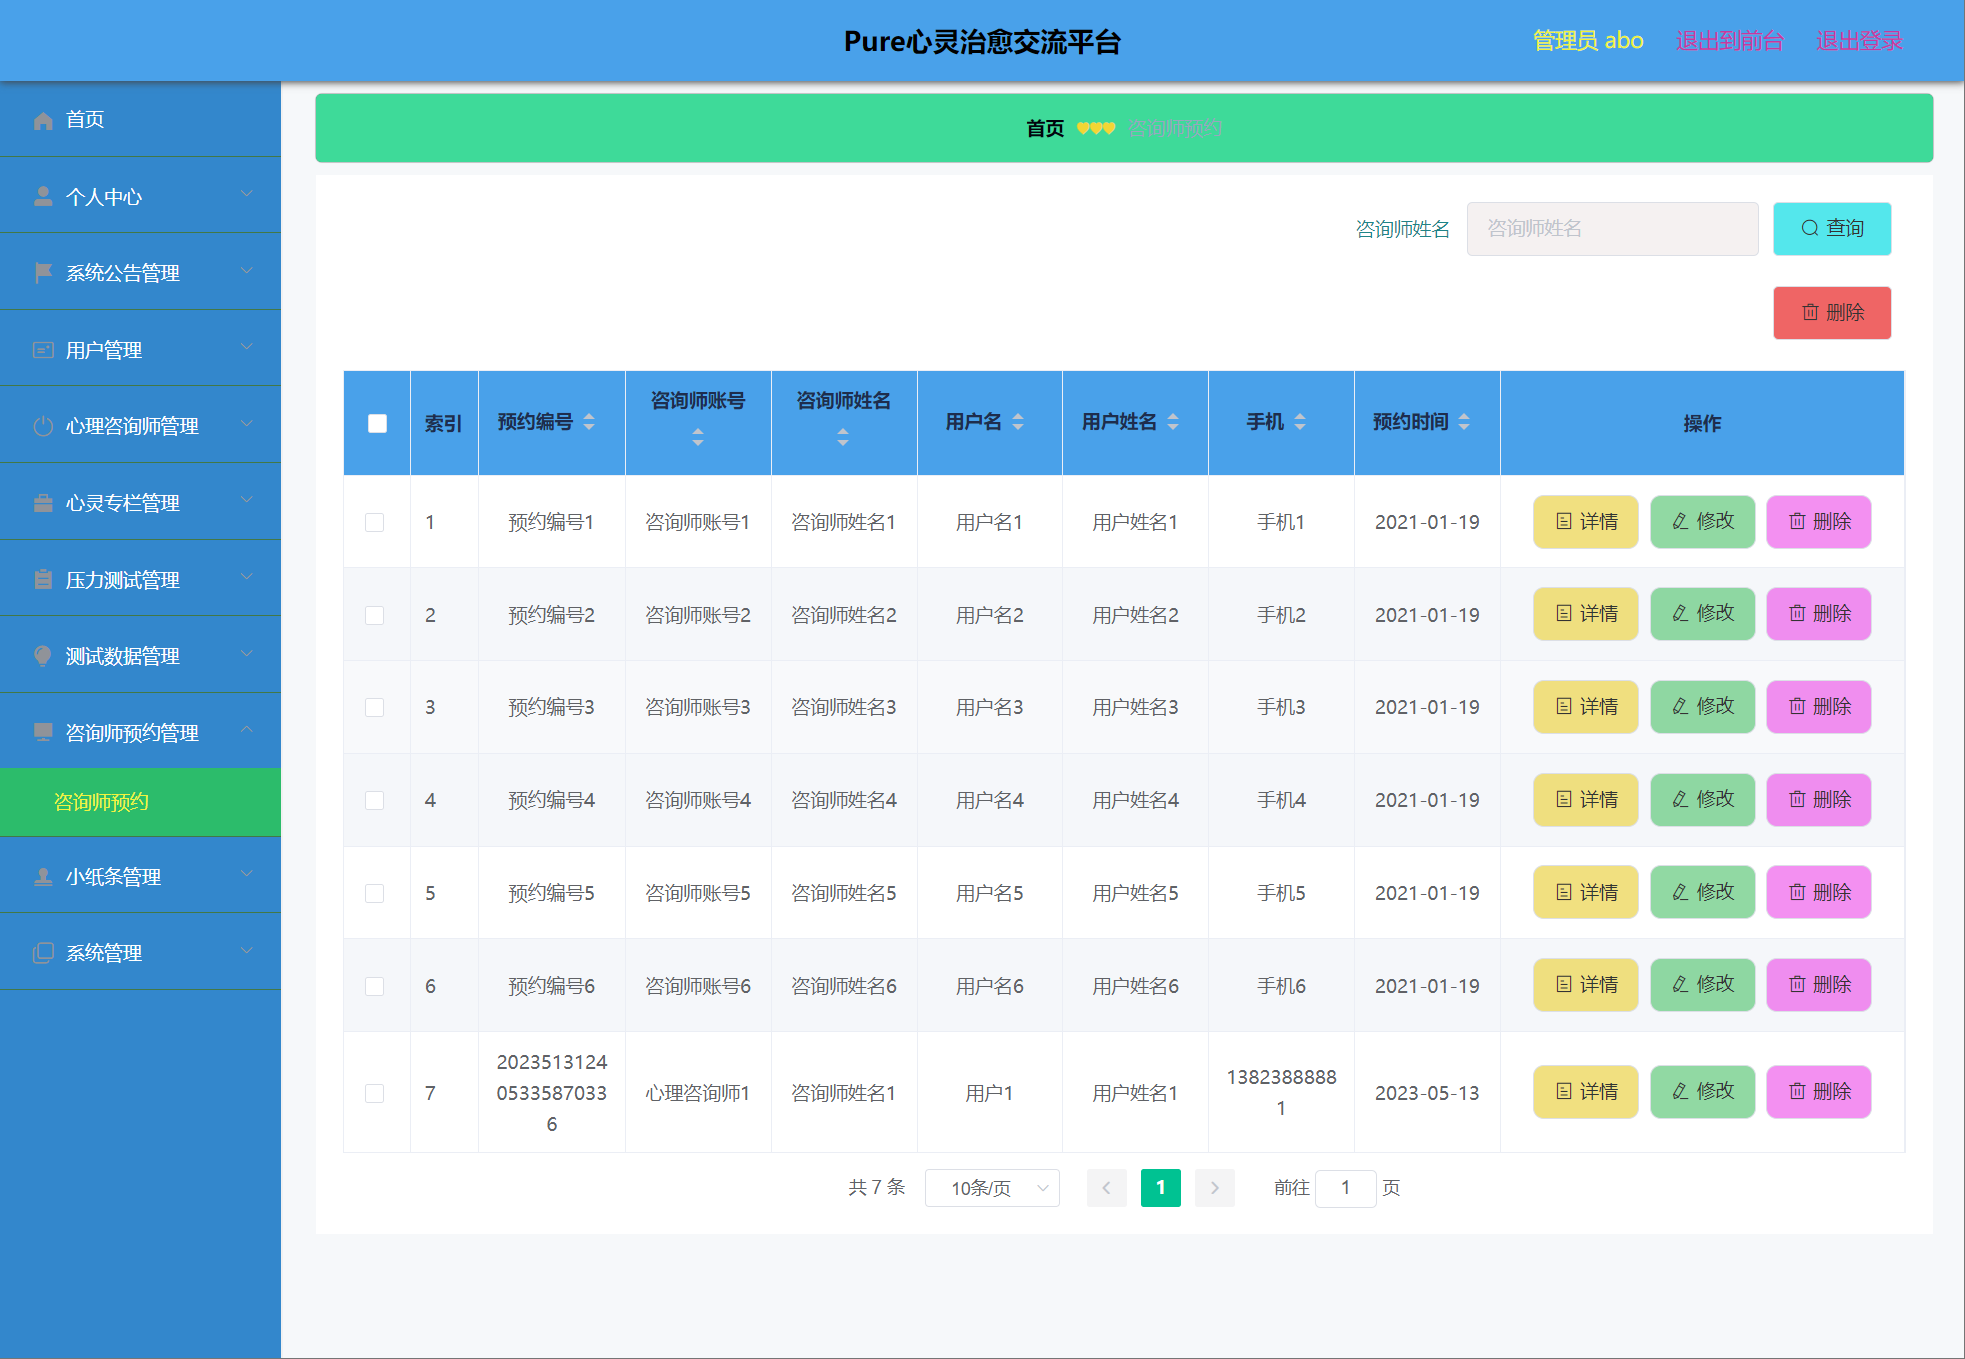 Pure心灵治愈交流平台
管理员 abo 退出到前台 退出登录
首页
个人中心
系统公告管理
用户管理
心理咨询师管理
心灵专栏管理
压力测试管理
测试数据管理
咨询师预约管理
咨询师预约
小纸条管理
系统管理
首页 咨询师预约
咨询师姓名 咨询师姓名 查询
删除
索引 预约编号 咨询师账号 咨询师姓名 用户名 用户姓名 手机 预约时间 操作
1 预约编号1 咨询师账号1 咨询师姓名1 用户名1 用户姓名1 手机1 2021-01-19 详情 修改 删除
2 预约编号2 咨询师账号2 咨询师姓名2 用户名2 用户姓名2 手机2 2021-01-19 详情 修改 删除
3 预约编号3 咨询师账号3 咨询师姓名3 用户名3 用户姓名3 手机3 2021-01-19 详情 修改 删除
4 预约编号4 咨询师账号4 咨询师姓名4 用户名4 用户姓名4 手机4 2021-01-19 详情 修改 删除
5 预约编号5 咨询师账号5 咨询师姓名5 用户名5 用户姓名5 手机5 2021-01-19 详情 修改 删除
6 预约编号6 咨询师账号6 咨询师姓名6 用户名6 用户姓名6 手机6 2021-01-19 详情 修改 删除
2023513124
0533587033
6
7 心理咨询师1 咨询师姓名1 用户1 用户姓名1
1382388888
1
2023-05-13 详情 修改 删除
共 7 条 10条/页 1 前往 1 页